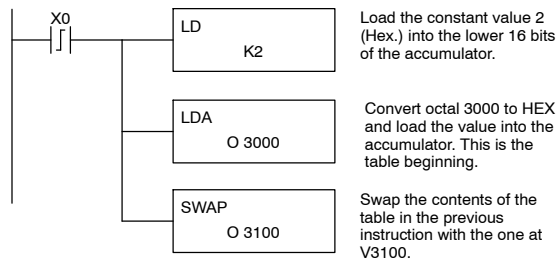 X0
LD
K2
Load the constant value 2
(Hex.) into the lower 16 bits
of the accumulator.
LDA
O 3000
Convert octal 3000 to HEX
and load the value into the
accumulator. This is the
table beginning.
SWAP
O 3100
Swap the contents of the
table in the previous
instruction with the one at
V3100.